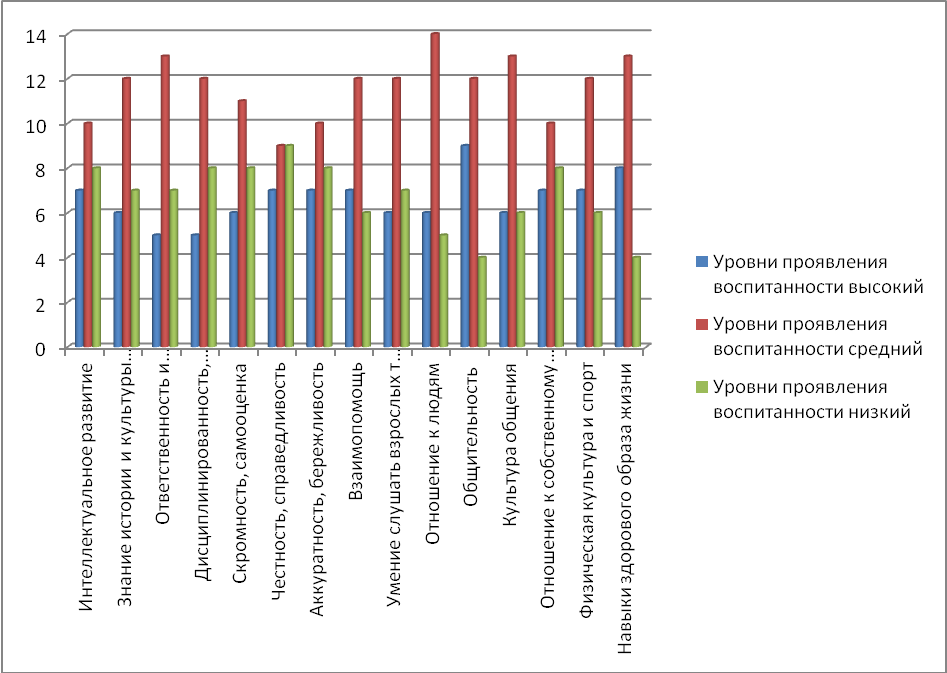 14
12
10
8
6
4
2
0
Интеллектуальное развитие
Знание истории и культуры...
Ответственность и ...
Дисциплинированность,...
Скромность, самооценка
Честность, справедливость
Аккуратность, бережливость
Взаимопомощь
Умение слушать взрослых т...
Отношение к людям
Общительность
Культура общения
Отношение к собственному...
Физическая культура и спорт
Навыки здорового образа жизни
Уровни проявления
воспитанности высокий
Уровни проявления
воспитанности средний
Уровни проявления
воспитанности низкий